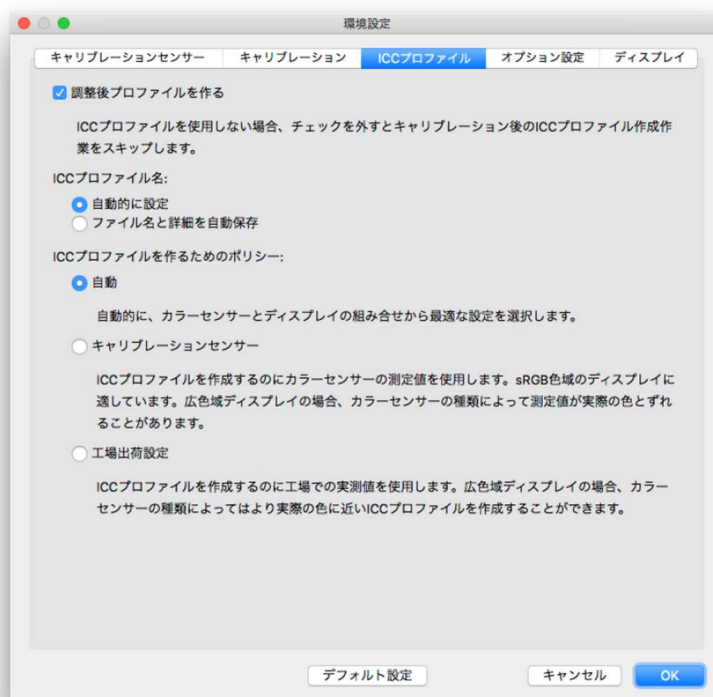 環境設定
キャリブレーションセンサー キャリブレーション ICCプロファイル オプション設定 ディスプレイ
調整後プロファイルを作る
ICCプロファイルを使用しない場合、チェックを外すとキャリブレーション後のICCプロファイル作成作
業をスキップします。
ICCプロファイル名:
自動的に設定
ファイル名と詳細を自動保存
ICCプロファイルを作るためのポリシー:
自動
自動的に、カラーセンサーとディスプレイの組み合せから最適な設定を選択します。
キャリブレーションセンサー
ICCプロファイルを作成するのにカラーセンサーの測定値を使用します。sRGB色域のディスプレイに
適しています。広色域ディスプレイの場合、カラーセンサーの種類によって測定値が実際の色とずれ
ることがあります。
工場出荷設定
ICCプロファイルを作成するのに工場での実測値を使用します。広色域ディスプレイの場合、カラー
センサーの種類によってはより実際の色に近いICCプロファイルを作成することができます。
デフォルト設定 キャンセル OK